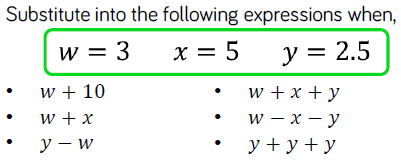 Substitute into the following expressions when,
w = 3 x = 5 y = 2.5
• w + 10
• w + x
• y − w
• w + x + y
• w − x − y
• y + y + y